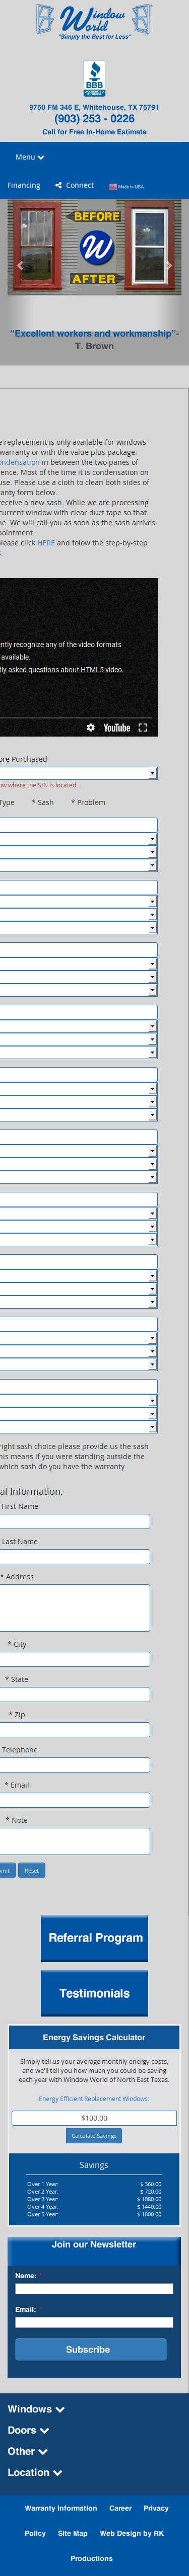 Window World
"Simply the Best for Less"
BBB
9750 FM 346 E, Whitehouse, TX 75791
(903) 253 - 0226
Call for Free In-Home Estimate
Menu
Financing
Connect
Made in USA
BEFORE
W
AFTER
"Excellent workers and workmanship"-
T. Brown
e replacement is only available for windows
warranty or with the value plus package.
ondensation in between the two panes of
rence. Most of the time it is condensation on
use. Please use a cloth to clean both sides of
anty form below.
receive a new sash. While we are processing
current window with clear duct tape so that
ne. We will call you as soon as the sash arrives
pointment.
lease click HERE and folow the step-by-step
s.
ntly recognize any of the video formats
available.
tly asked questions about HTML5 video.
YouTube
ore Purchased
ow where the S/N is located.
Type
* Sash
* Problem
right sash choice please provide us the sash
his means if you were standing outside the
which sash do you have the warranty
al Information:
First Name
Last Name
* Address
* City
* State
* Zip
Telephone
* Email
* Note
mit
Reset
Referral Program
Testimonials
Energy Savings Calculator
Simply tell us your average monthly energy costs,
and we'll tell you how much you could be saving
each year with Window World of North East Texas.
Energy Efficient Replacement Windows:
$100.00
Calculate Savings
Savings
Over 1 Year: $ 360.00
Over 2 Year: $ 720.00
Over 3 Year: $ 1080.00
Over 4 Year: $ 1440.00
Over 5 Year: $ 1800.00
Join our Newsletter
Name: *
Email: *
Subscribe
Windows
Doors
Other
Location
Warranty Information Career Privacy
Policy Site Map Web Design by RK
Productions